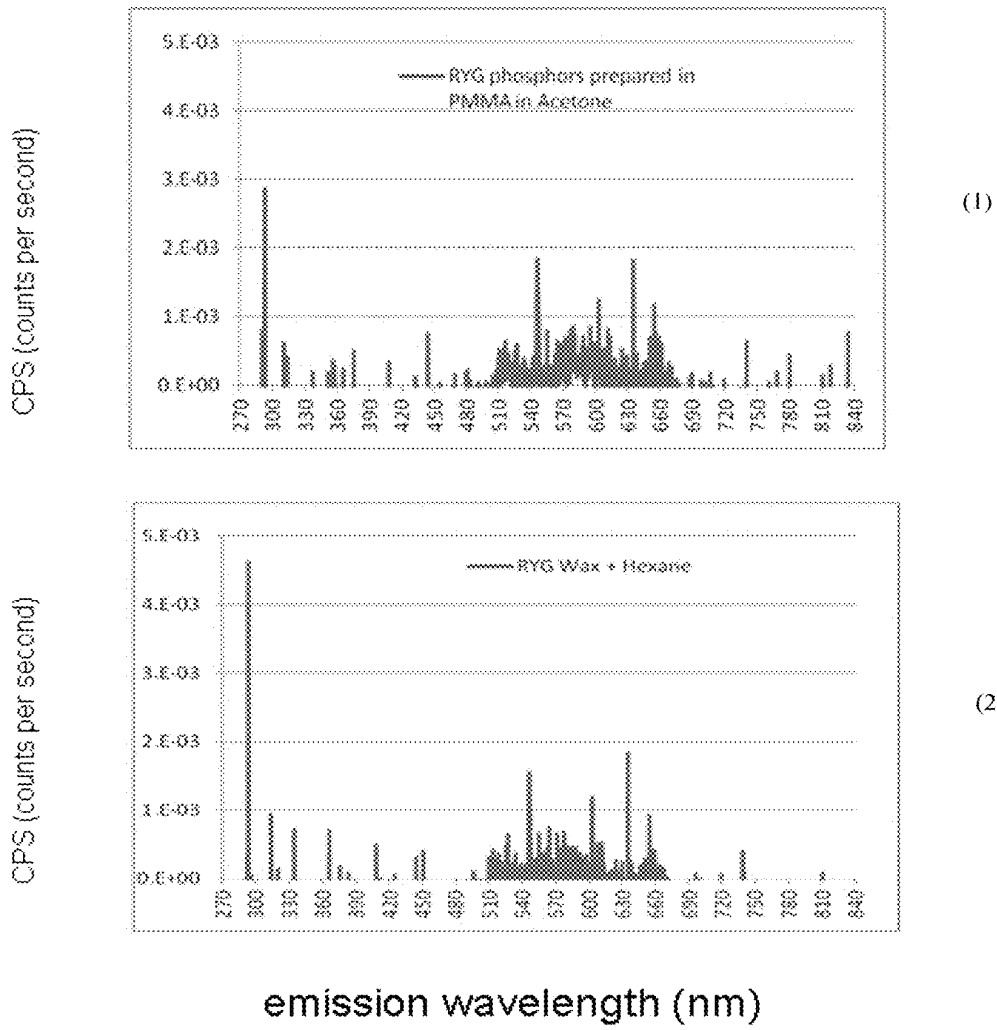 5.E-03
RYG phosphors prepared in
PMMA in Acetone
4.E-03
3.E-03
2.E-03
1.E-03
0.E+00
270 300 330 360 390 420 450 480 510 540 570 600 630 660 690 720 750 780 810 840
CPS (counts per second)
(1)
5.E-03
RYG Wax + Hexane
4.E-03
3.E-03
2.E-03
1.E-03
0.E+00
270 300 330 360 390 420 450 480 510 540 570 600 630 660 690 720 750 780 810 840
CPS (counts per second)
(2
emission wavelength (nm)